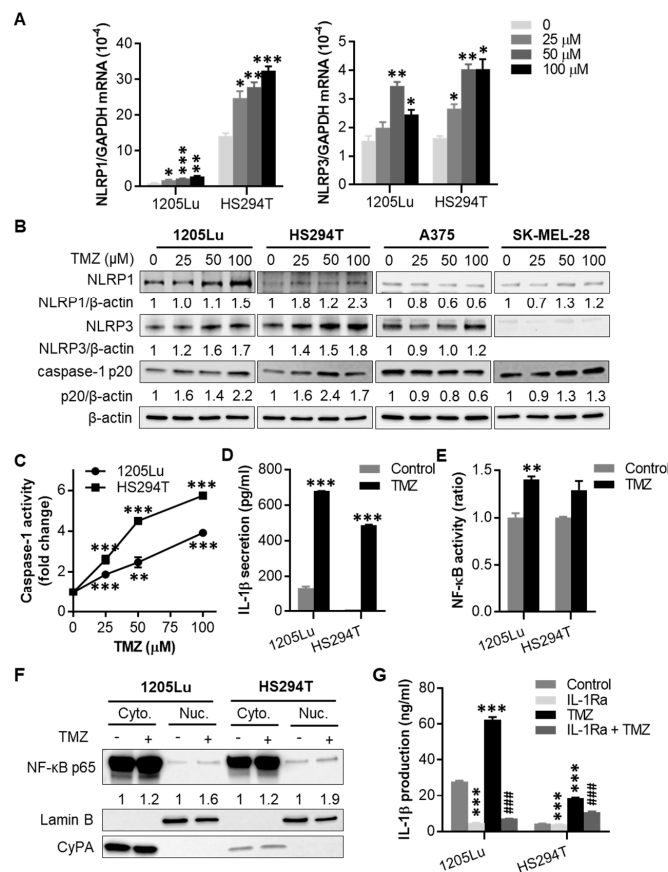 A
NLRP1/GAPDH mRNA (10⁻⁴)
40
30
20
10
0
*
***
**
*
**
***
1205Lu
HS294T
NLRP3/GAPDH mRNA (10⁻⁴)
5
4
3
2
1
0
**
*
*
**
*
1205Lu
HS294T
0
25 μM
50 μM
100 μM
B
1205Lu HS294T A375 SK-MEL-28
TMZ (μM) 0 25 50 100 0 25 50 100 0 25 50 100 0 25 50 100
NLRP1
NLRP1/β-actin 1 1.0 1.1 1.5 1 1.8 1.2 2.3 1 0.8 0.6 0.6 1 0.7 1.3 1.2
NLRP3
NLRP3/β-actin 1 1.2 1.6 1.7 1 1.4 1.5 1.8 1 0.9 1.0 1.2
caspase-1 p20
p20/β-actin 1 1.6 1.4 2.2 1 1.6 2.4 1.7 1 0.9 0.8 0.6 1 0.9 1.3 1.3
β-actin
C
1205Lu
HS294T
Caspase-1 activity
(fold change)
6
4
2
0
***
***
***
***
**
***
0 25 50 75 100
TMZ (μM)
D
Control
TMZ
IL-1β secretion (pg/ml)
800
600
400
200
0
***
***
1205Lu
HS294T
E
Control
TMZ
NF-κB activity (ratio)
1.5
1.0
0.5
0.0
**
1205Lu
HS294T
F
1205Lu HS294T
Cyto. Nuc. Cyto. Nuc.
TMZ - + - + - + - +
NF-κB p65
1 1.2 1 1.6 1 1.2 1 1.9
Lamin B
CyPA
G
Control
IL-1Ra
TMZ
IL-1Ra + TMZ
IL-1β production (ng/ml)
80
60
40
20
0
***
***
###
***
***
###
1205Lu
HS294T